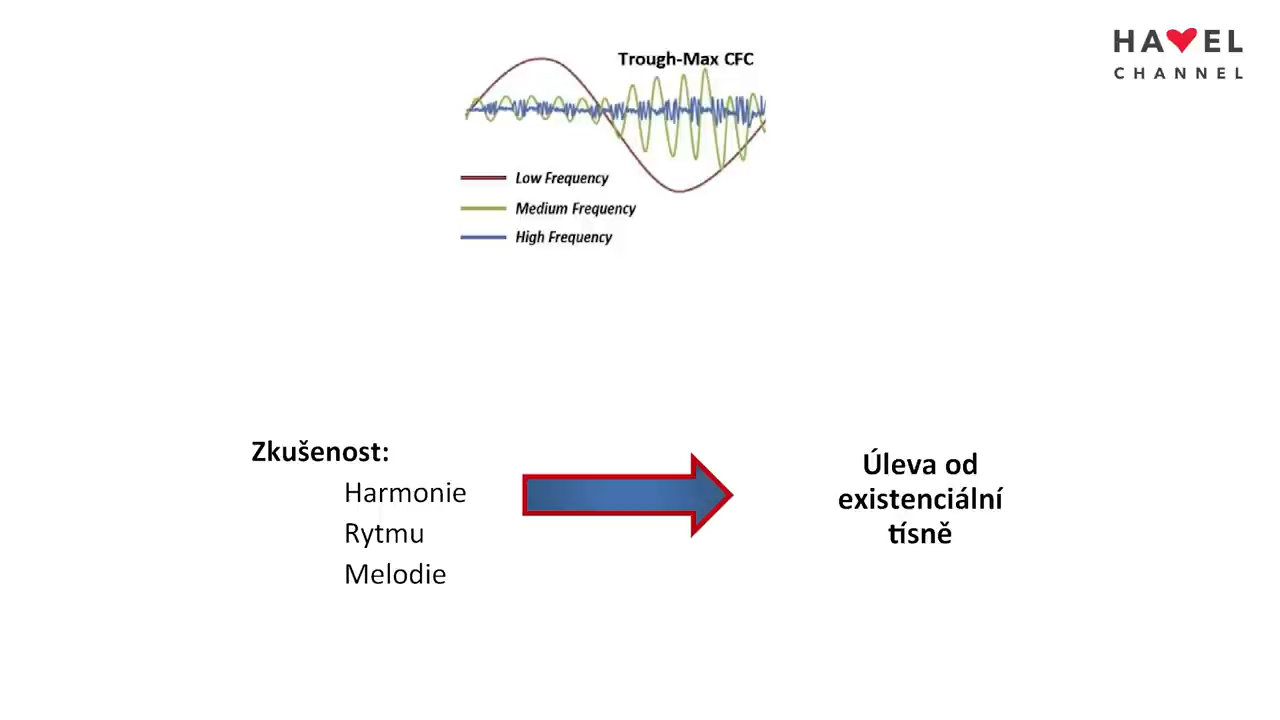 HAVEL
CHANNEL
Trough-Max CFC
Low Frequency
Medium Frequency
High Frequency
Zkušenost:
Harmonie
Rytmu
Melodie
Úleva od
existenciální
tísně